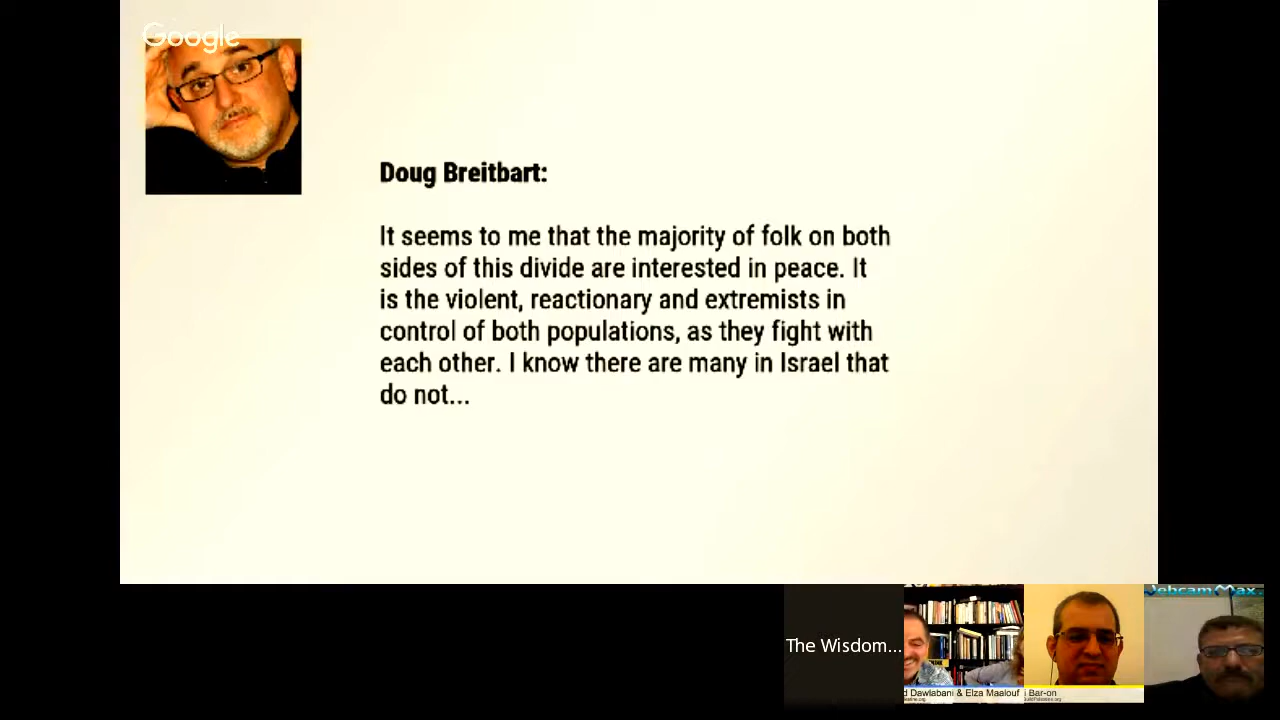 Google
Doug Breitbart:
It seems to me that the majority of folk on both
sides of this divide are interested in peace. It
is the violent, reactionary and extremists in
control of both populations, as they fight with
each other. I know there are many in Israel that
do not...
The Wisdom...
d Dawlabani & Elza Maalouf
i Bar-on